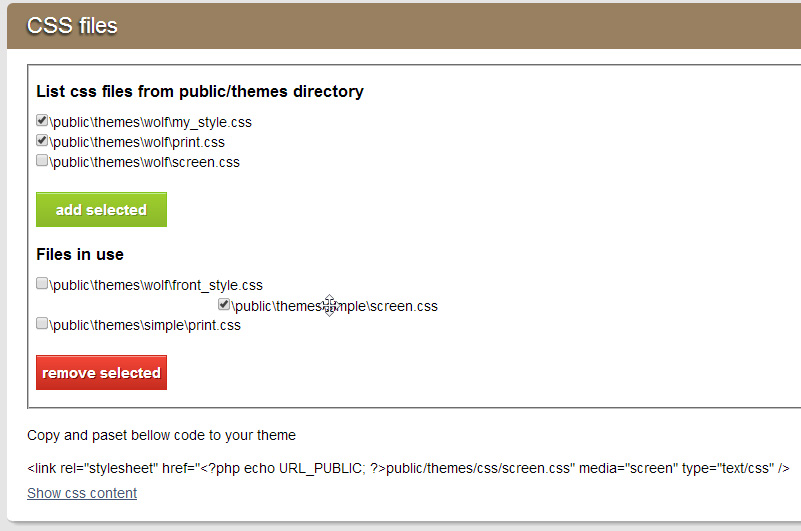 CSS files
List css files from public/themes directory
\public\themes\wolf\my_style.css
\public\themes\wolf\print.css
\public\themes\wolf\screen.css
add selected
Files in use
\public\themes\wolf\front_style.css
\public\themes\simple\screen.css
\public\themes\simple\print.css
remove selected
Copy and paset bellow code to your theme
<link rel="stylesheet" href="<?php echo URL_PUBLIC; ?>public/themes/css/screen.css" media="screen" type="text/css" />
Show css content